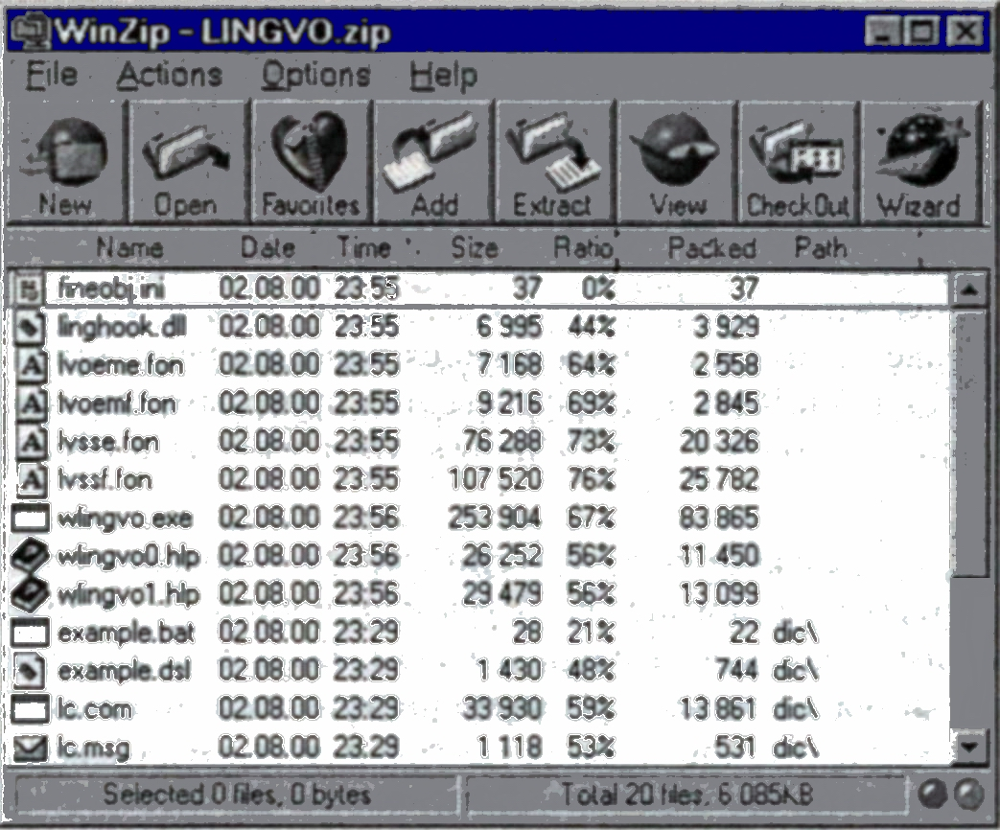 WinZip - LINGVO.zip
File Actions Options Help
New Open Favorites Add Extract View CheckOut Wizard
Name Date Time Size Ratio Packed Path
fineobj.ini 02.08.00 23:55 37 0% 37
linghook.dll 02.08.00 23:55 6 995 44% 3 929
lvoeme.fon 02.08.00 23:55 7 168 64% 2 558
lvoemf.fon 02.08.00 23:55 9 216 69% 2 845
lvsse.fon 02.08.00 23:55 76 288 73% 20 326
lvssf.fon 02.08.00 23:55 107 520 76% 25 782
wlingvo.exe 02.08.00 23:56 253 904 67% 83 865
wlingvo0.hlp 02.08.00 23:56 26 252 56% 11 450
wlingvo1.hlp 02.08.00 23:56 29 479 56% 13 099
example.bat 02.08.00 23:29 28 21% 22 dic\
example.dsl 02.08.00 23:29 1 430 48% 744 dic\
lc.com 02.08.00 23:29 33 930 59% 13 861 dic\
lc.msg 02.08.00 23:29 1 118 53% 531 dic\
Selected 0 files, 0 bytes Total 20 files, 6 085KB